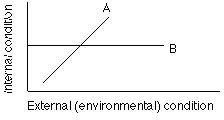 A
Internal condition
B
External (environmental) condition